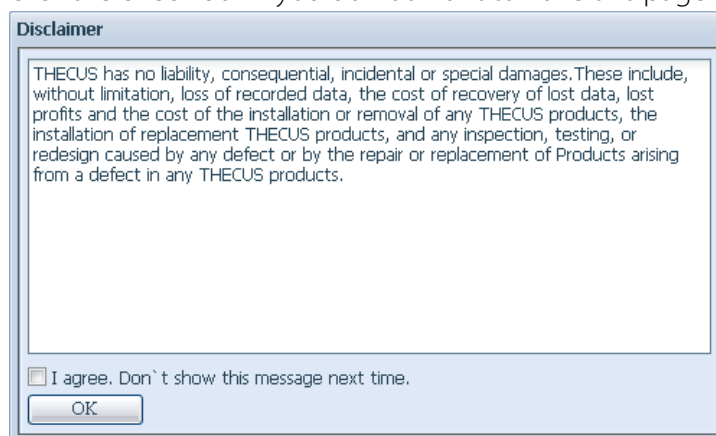 Disclaimer
THECUS has no liability, consequential, incidental or special damages.These include,
without limitation, loss of recorded data, the cost of recovery of lost data, lost
profits and the cost of the installation or removal of any THECUS products, the
installation of replacement THECUS products, and any inspection, testing, or
redesign caused by any defect or by the repair or replacement of Products arising
from a defect in any THECUS products.
I agree. Don`t show this message next time.
OK